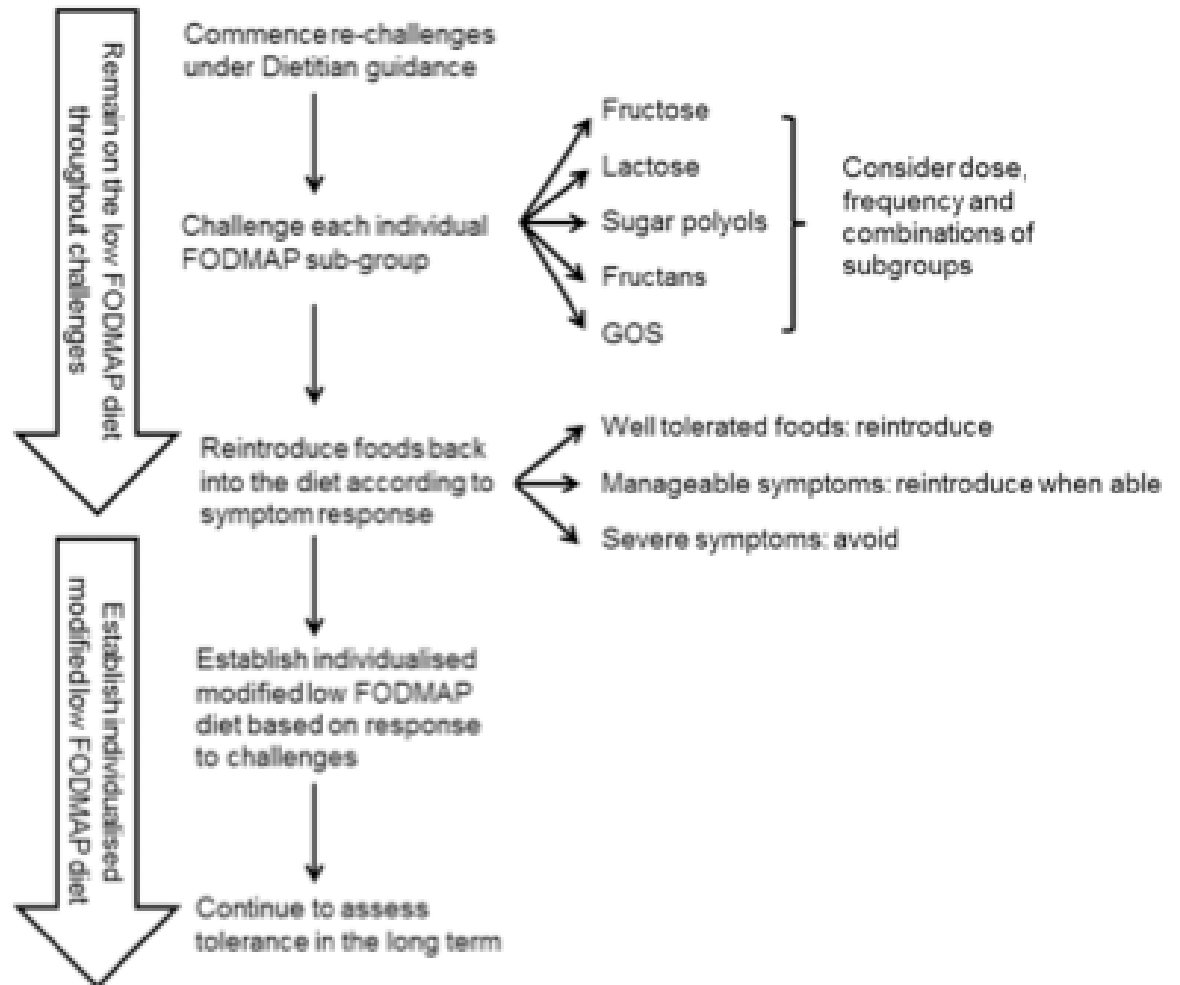 Remain on the low FODMAP diet
throughout challenges
Commence re-challenges
under Dietitian guidance
Challenge each individual
FODMAP sub-group
Fructose
Lactose
Sugar polyols
Fructans
GOS
Consider dose,
frequency and
combinations of
subgroups
Reintroduce foods back
into the diet according to
symptom response
Well tolerated foods: reintroduce
Manageable symptoms: reintroduce when able
Severe symptoms: avoid
Establish individualised
modified low FODMAP diet
Establish individualised
modified low FODMAP
diet based on response
to challenges
Continue to assess
tolerance in the long term